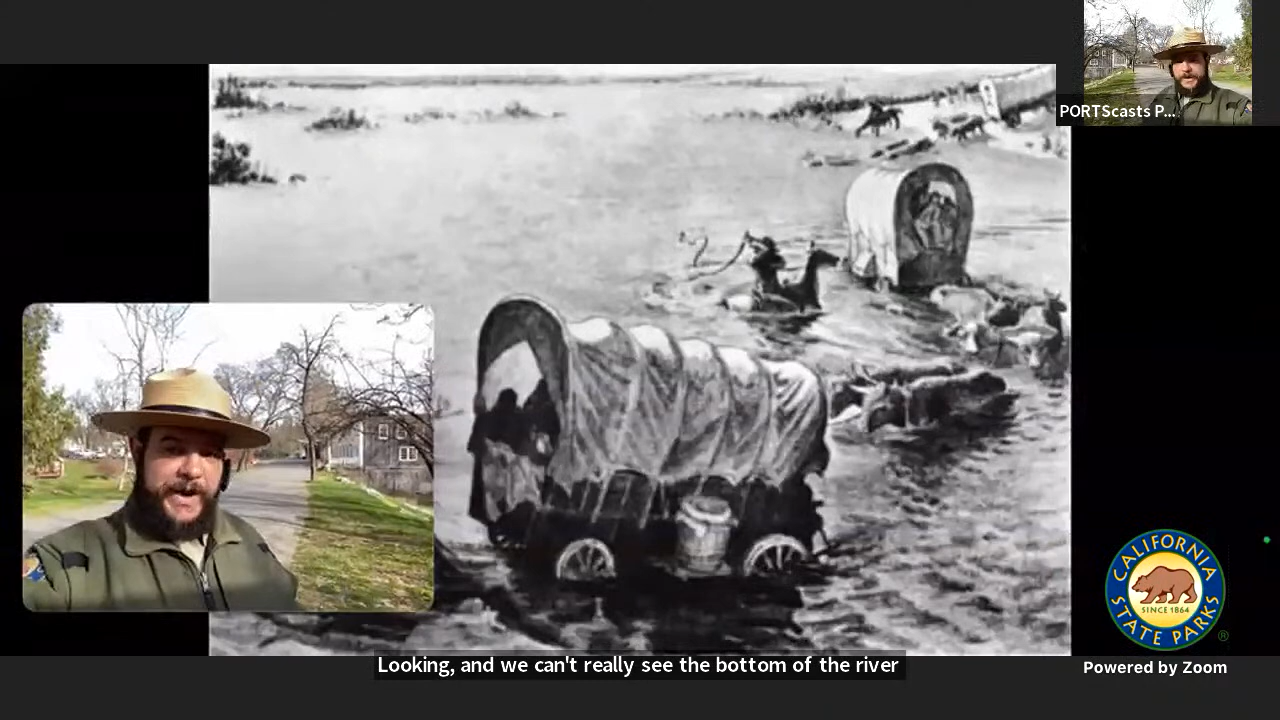 PORTScasts P...
CALIFORNIA
SINCE 1864
STATE PARKS
®
Looking, and we can't really see the bottom of the river
Powered by Zoom